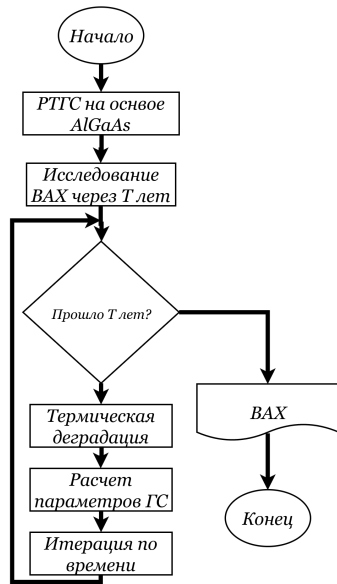 Начало
РТГС на оснвое
AlGaAs
Исследование
ВАХ через Т лет
Прошло Т лет?
Термическая
деградация
Расчет
параметров ГС
Итерация по
времени
ВАХ
Конец